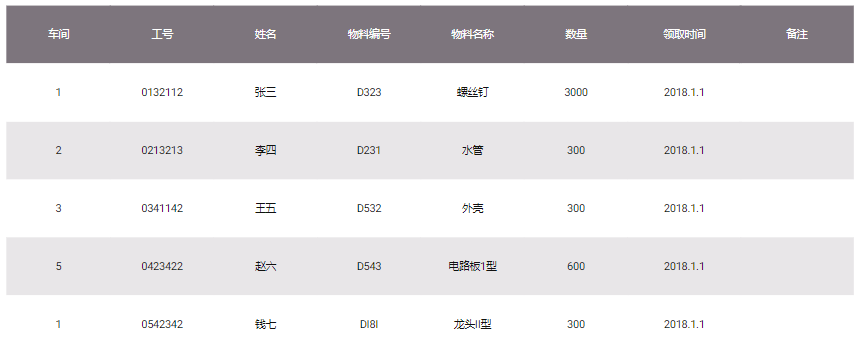 车间 工号 姓名 物料编号 物料名称 数量 领取时间 备注
1 0132112 张三 D323 螺丝钉 3000 2018.1.1
2 0213213 李四 D231 水管 300 2018.1.1
3 0341142 王五 D532 外壳 300 2018.1.1
5 0423422 赵六 D543 电路板1型 600 2018.1.1
1 0542342 钱七 DI8I 龙头II型 300 2018.1.1